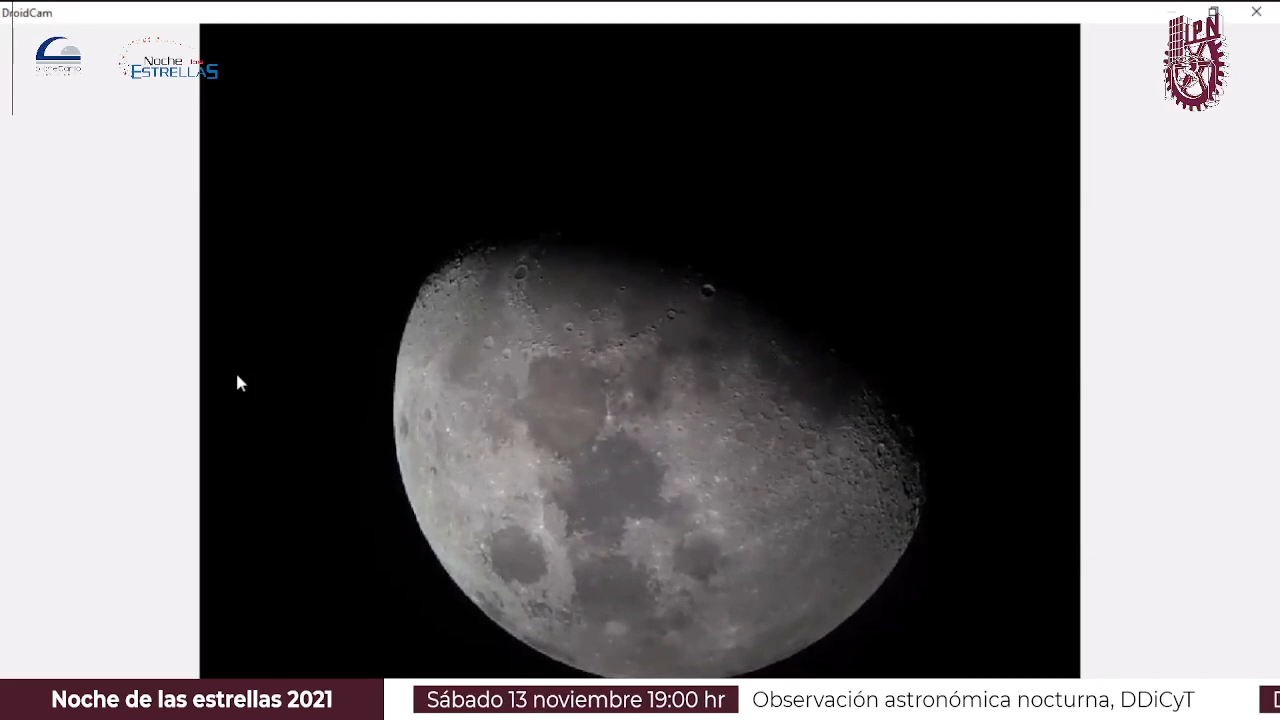 DroidCam
Noche las
ESTRELLAS
IPN
Noche de las estrellas 2021
Sábado 13 noviembre 19:00 hr
Observación astronómica nocturna, DDiCyT